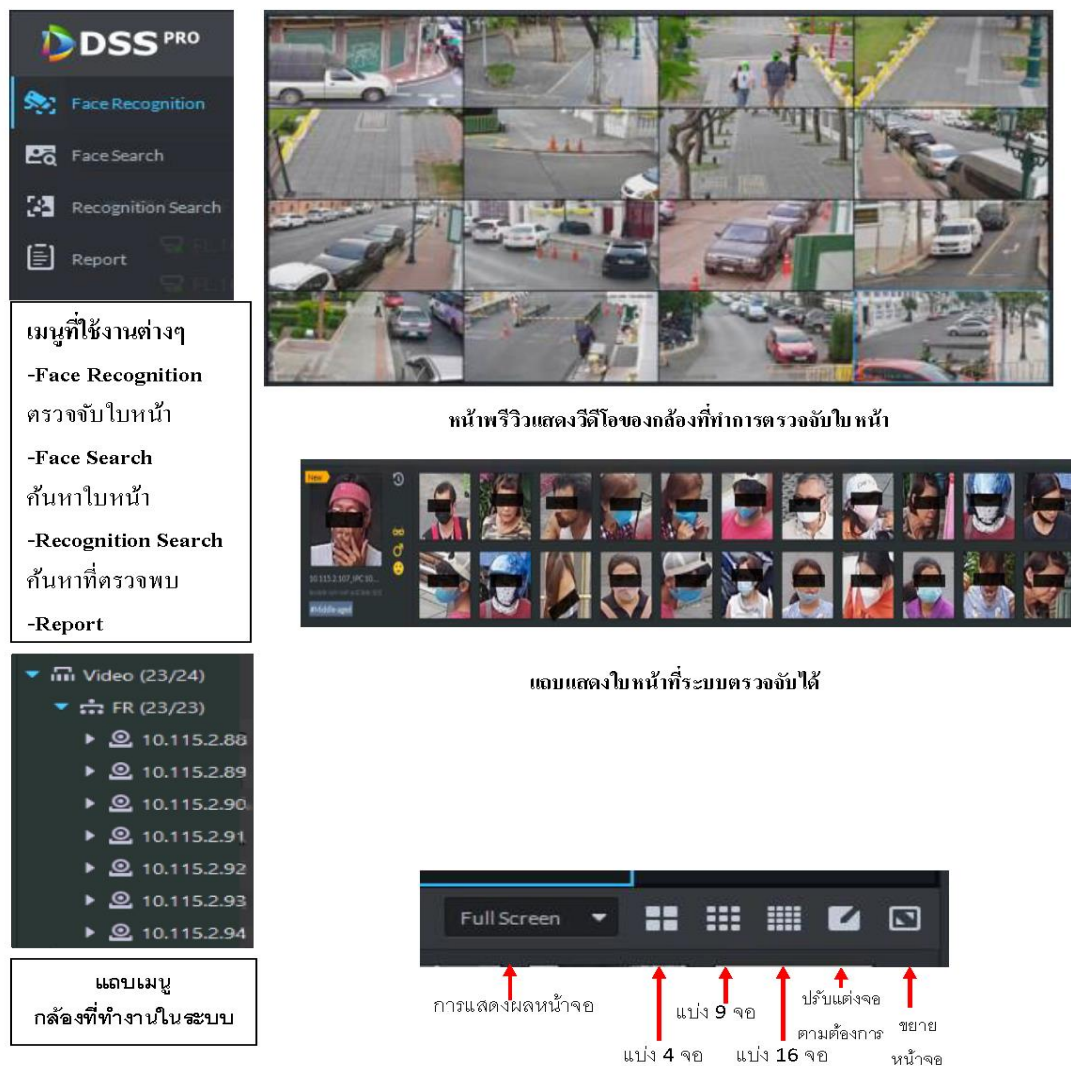 DSS PRO
Face Recognition
Face Search
Recognition Search
Report
เมนูที่ใช้งานต่างๆ
-Face Recognition
ตรวจจับใบหน้า
-Face Search
ค้นหาใบหน้า
-Recognition Search
ค้นหาที่ตรวจพบ
-Report
หน้าพรีวิวแสดงวีดีโอของกล้องที่ทำการตรวจจับใบหน้า
New
10.115.2.107_IPC 10...
#Middle-aged
แถบแสดงใบหน้าที่ระบบตรวจจับได้
Video (23/24)
FR (23/23)
10.115.2.88
10.115.2.89
10.115.2.90
10.115.2.91
10.115.2.92
10.115.2.93
10.115.2.94
แถบเมนู
กล้องที่ทำงานในระบบ
Full Screen
การแสดงผลหน้าจอ
แบ่ง 4 จอ
แบ่ง 9 จอ
แบ่ง 16 จอ
ปรับแต่งจอ
ตามต้องการ
ขยาย
หน้าจอ